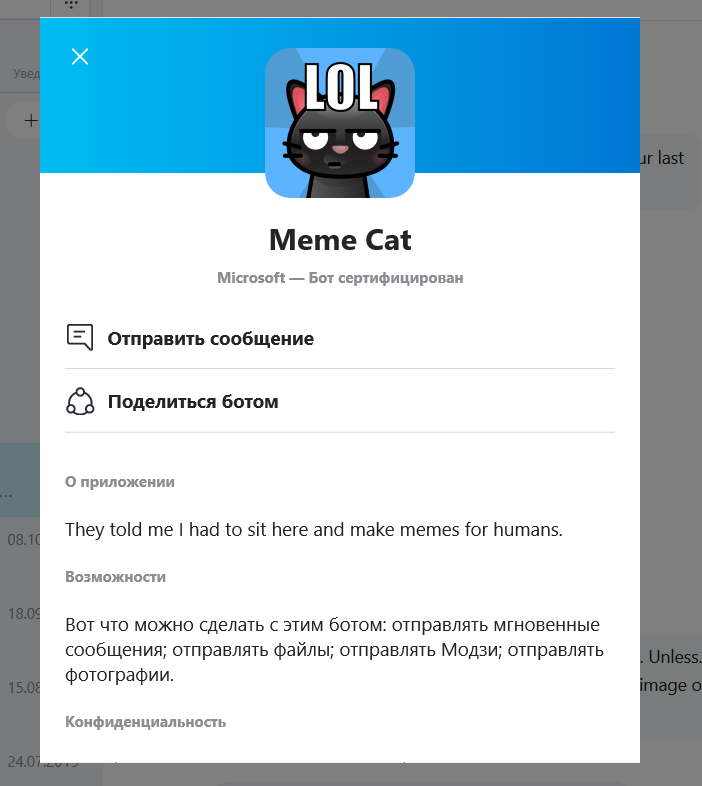 Увед
ur last
LOL
Meme Cat
Microsoft — Бот сертифицирован
Отправить сообщение
Поделиться ботом
О приложении
They told me I had to sit here and make memes for humans.
Возможности
Вот что можно сделать с этим ботом: отправлять мгновенные
сообщения; отправлять файлы; отправлять Модзи; отправлять
фотографии.
Конфиденциальность
...
08.10
18.09
15.08
24.07.2019
. Unless.
image o